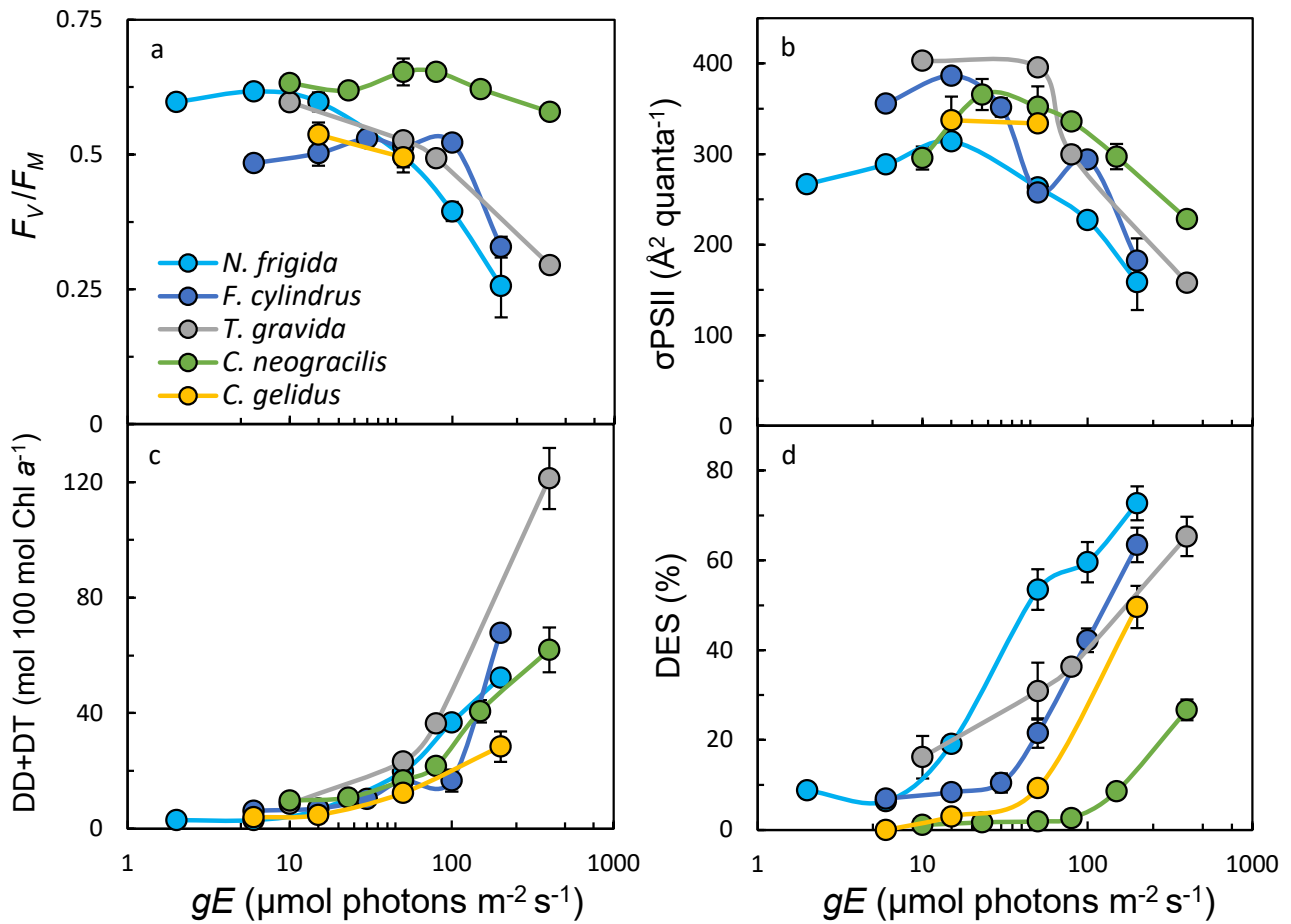 a
0.75
0.5
0.25
0
F_V/F_M
N. frigida
F. cylindrus
T. gravida
C. neogracilis
C. gelidus
b
400
300
200
100
0
σPSII (Å² quanta⁻¹)
c
120
80
40
0
DD+DT (mol 100 mol Chl a⁻¹)
1 10 100 1000
gE (µmol photons m⁻² s⁻¹)
d
80
60
40
20
0
DES (%)
1 10 100 1000
gE (µmol photons m⁻² s⁻¹)